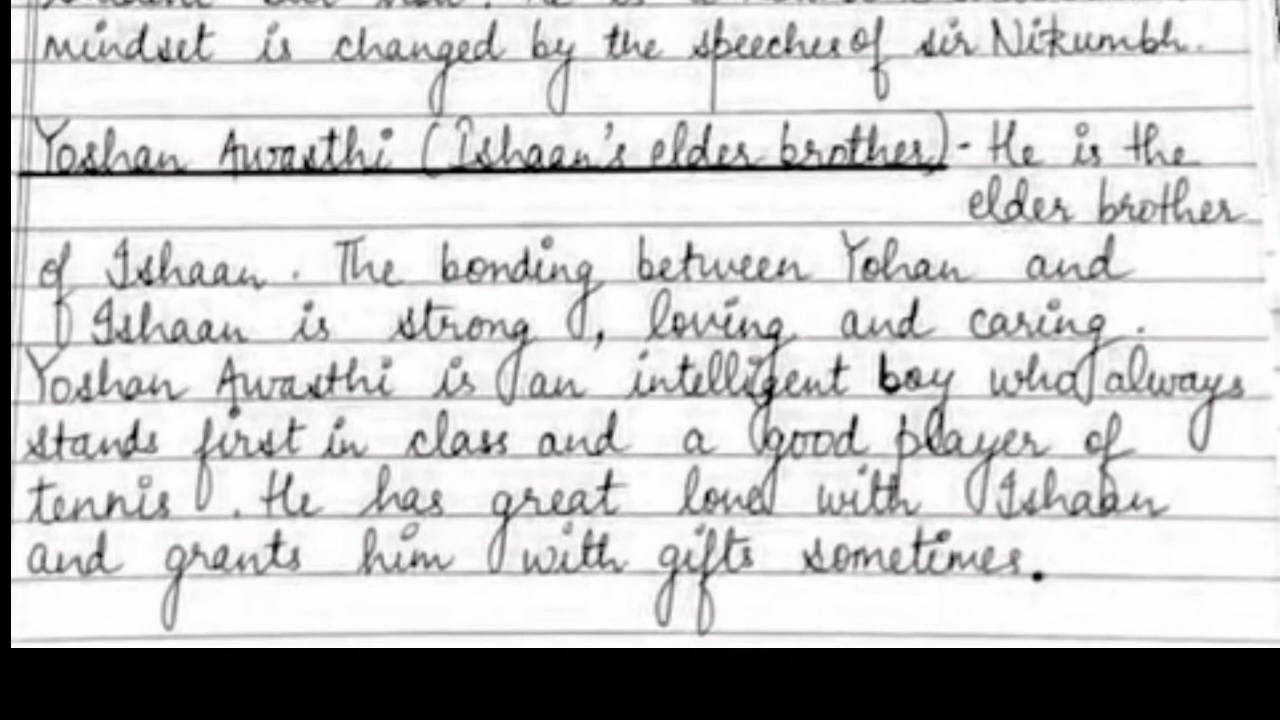 mindset is changed by the speeches of sir Nikumbh.
Yoshan Awasthi (Ishaan's elder brother) - He is the
elder brother
of Ishaan. The bonding between Yohan and
Ishaan is strong, loving and caring.
Yoshan Awasthi is an intelligent boy who always
stands first in class and a good player of
tennis. He has great love with Ishaan
and grants him with gifts sometimes.